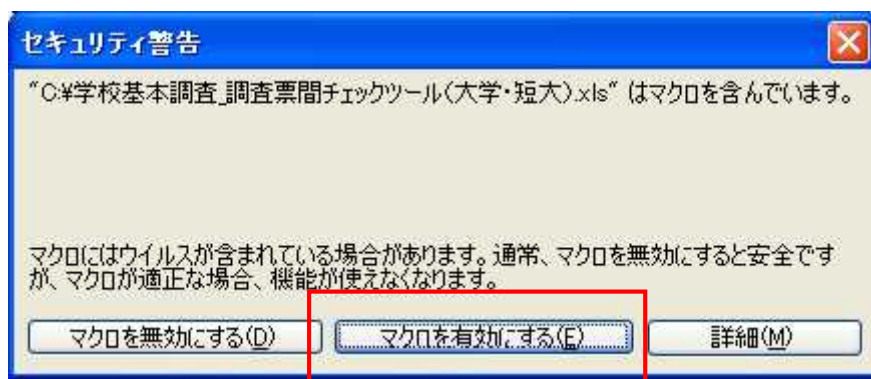 セキュリティ警告
"C:¥学校基本調査_調査票間チェックツール(大学・短大).xls" はマクロを含んでいます。
マクロにはウイルスが含まれている場合があります。通常、マクロを無効にすると安全です
が、マクロが適正な場合、機能が使えなくなります。
マクロを無効にする(D) マクロを有効にする(E) 詳細(M)